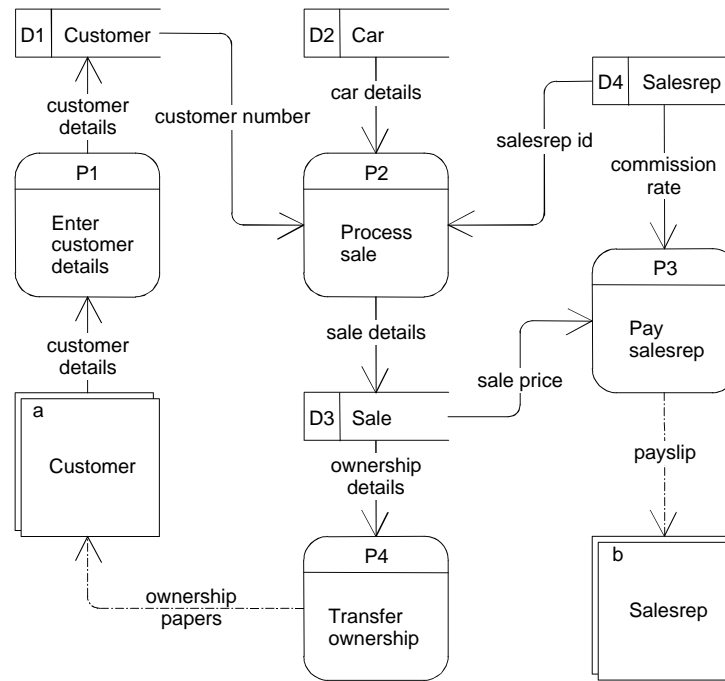 D1 Customer
D2 Car
D4 Salesrep
customer
details
customer number
car details
salesrep id
commission
rate
P1
Enter
customer
details
P2
Process
sale
P3
Pay
salesrep
customer
details
sale details
sale price
a
Customer
D3 Sale
payslip
ownership
details
ownership
papers
P4
Transfer
ownership
b
Salesrep